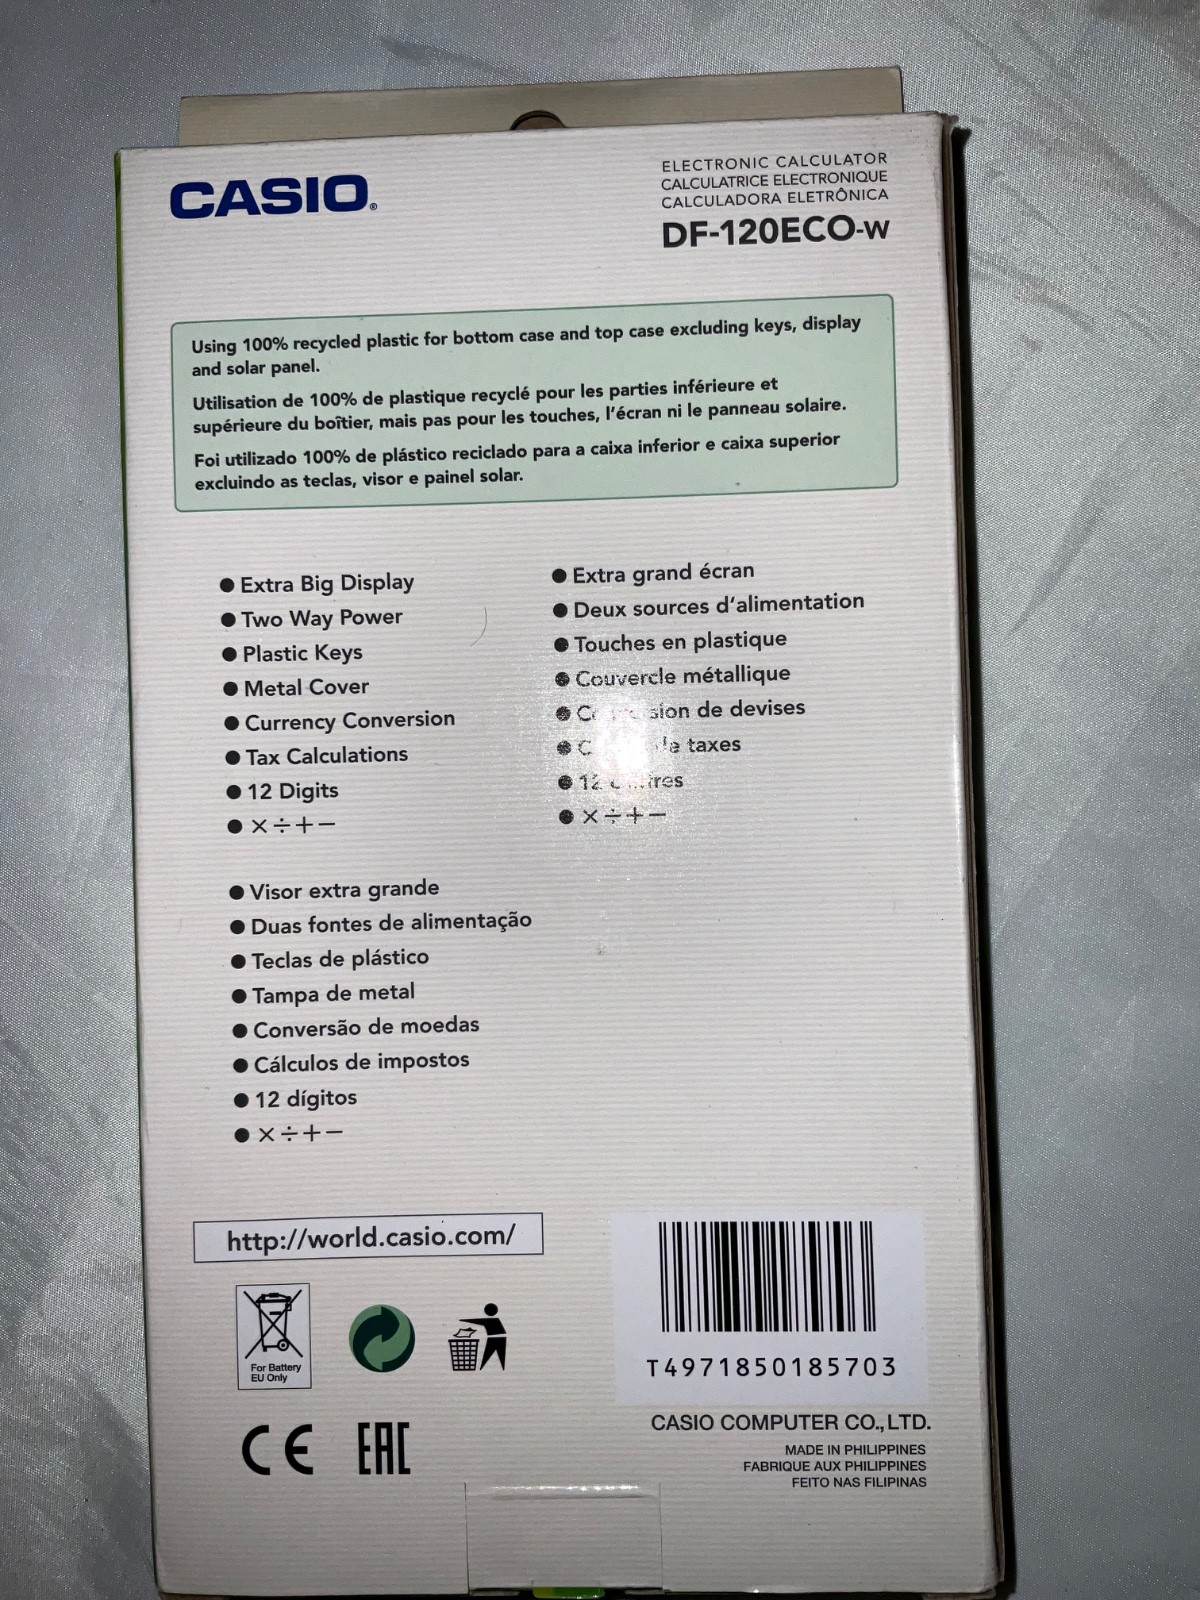 CASIO®
ELECTRONIC CALCULATOR
CALCULATRICE ELECTRONIQUE
CALCULADORA ELETRÔNICA
DF-120ECO-W
Using 100% recycled plastic for bottom case and top case excluding keys, display
and solar panel.
Utilisation de 100% de plastique recyclé pour les parties inférieure et
supérieure du boîtier, mais pas pour les touches, l'écran ni le panneau solaire.
Foi utilizado 100% de plástico reciclado para a caixa inferior e caixa superior
excluindo as teclas, visor e painel solar.
● Extra Big Display
● Two Way Power
● Plastic Keys
● Metal Cover
● Currency Conversion
● Tax Calculations
● 12 Digits
● ×÷+−
● Extra grand écran
● Deux sources d'alimentation
● Touches en plastique
● Couvercle métallique
● de devises
● taxes
● 12
● ×÷+−
● Visor extra grande
● Duas fontes de alimentação
● Teclas de plástico
● Tampa de metal
● Conversão de moedas
● Cálculos de impostos
● 12 dígitos
● ×÷+−
http://world.casio.com/
For Battery
EU Only
CE EAC
T4971850185703
CASIO COMPUTER CO.,LTD.
MADE IN PHILIPPINES
FABRIQUE AUX PHILIPPINES
FEITO NAS FILIPINAS